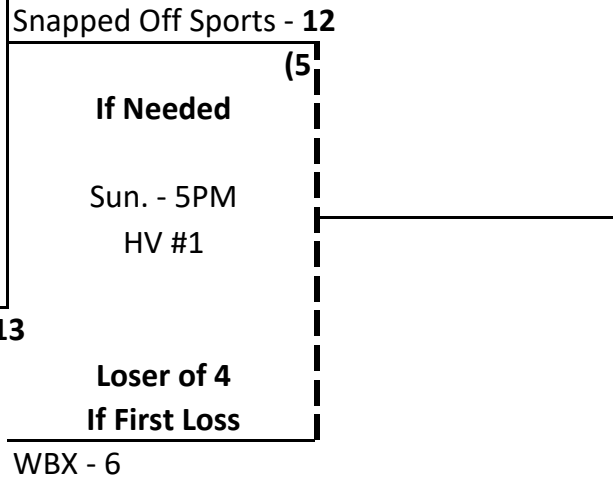 Snapped Off Sports - 12
(5
If Needed
Sun. - 5PM
HV #1
13
Loser of 4
If First Loss
WBX - 6